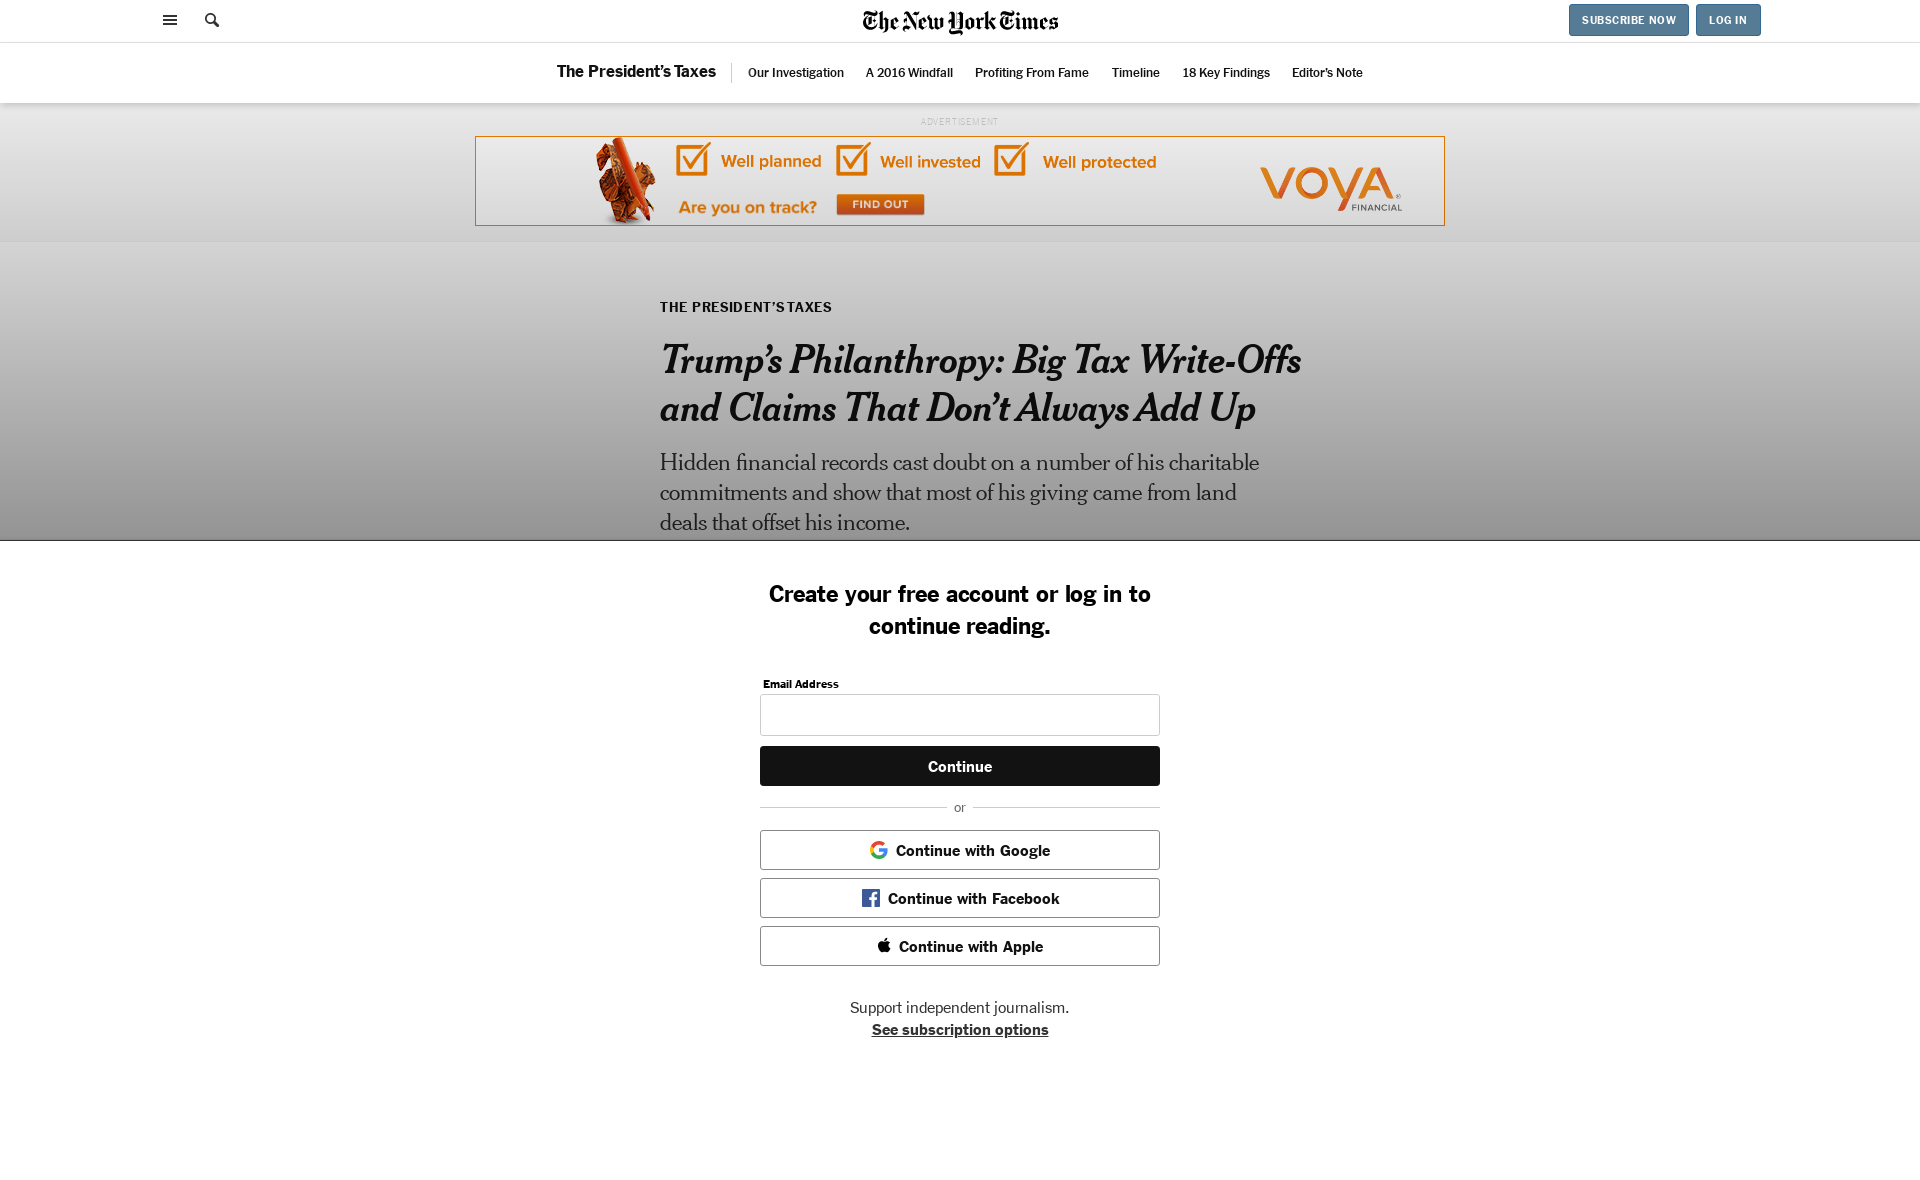 The New York Times
SUBSCRIBE NOW
LOG IN
The President's Taxes
Our Investigation
A 2016 Windfall
Profiting From Fame
Timeline
18 Key Findings
Editor's Note
ADVERTISEMENT
Well planned
Well invested
Well protected
Are you on track?
FIND OUT
VOYA
FINANCIAL
THE PRESIDENT'S TAXES
Trump's Philanthropy: Big Tax Write-Offs
and Claims That Don't Always Add Up
Hidden financial records cast doubt on a number of his charitable
commitments and show that most of his giving came from land
deals that offset his income.
Create your free account or log in to
continue reading.
Email Address
Continue
or
Continue with Google
Continue with Facebook
Continue with Apple
Support independent journalism.
See subscription options